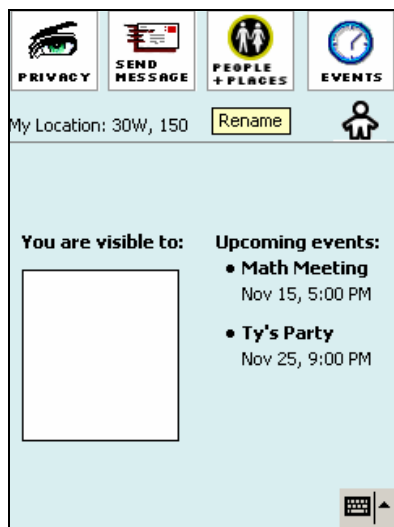 PRIVACY
SEND
MESSAGE
PEOPLE
+PLACES
EVENTS
My Location: 30W, 150
Rename
You are visible to:
Upcoming events:
• Math Meeting
Nov 15, 5:00 PM
• Ty's Party
Nov 25, 9:00 PM